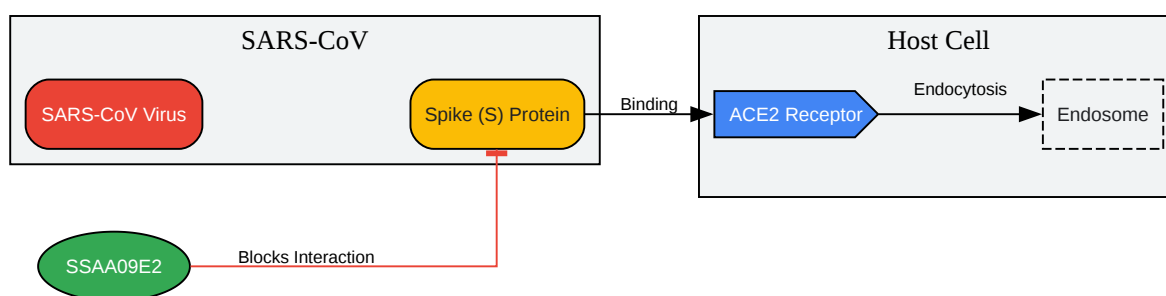 SARS-CoV
Host Cell
SARS-CoV Virus
Spike (S) Protein
Binding
ACE2 Receptor
Endocytosis
Endosome
SSAA09E2
Blocks Interaction